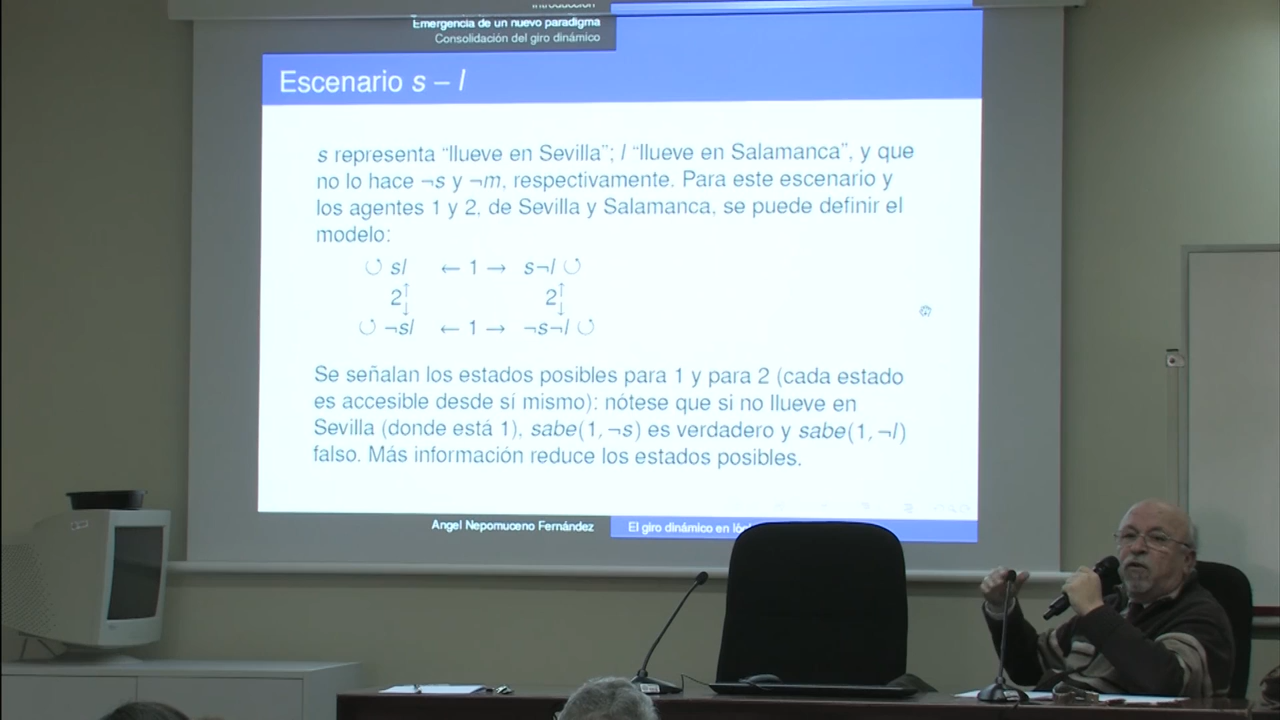 Introducción
Emergencia de un nuevo paradigma
Consolidación del giro dinámico
Escenario s – l
s representa “llueve en Sevilla”; l “llueve en Salamanca”, y que
no lo hace ¬s y ¬m, respectivamente. Para este escenario y
los agentes 1 y 2, de Sevilla y Salamanca, se puede definir el
modelo:
↻ sl ← 1 → s¬l ↻
2↕ 2↕
↻ ¬sl ← 1 → ¬s¬l ↻
Se señalan los estados posibles para 1 y para 2 (cada estado
es accesible desde sí mismo): nótese que si no llueve en
Sevilla (donde está 1), sabe(1, ¬s) es verdadero y sabe(1, ¬l)
falso. Más información reduce los estados posibles.
Angel Nepomuceno Fernández El giro dinámico en